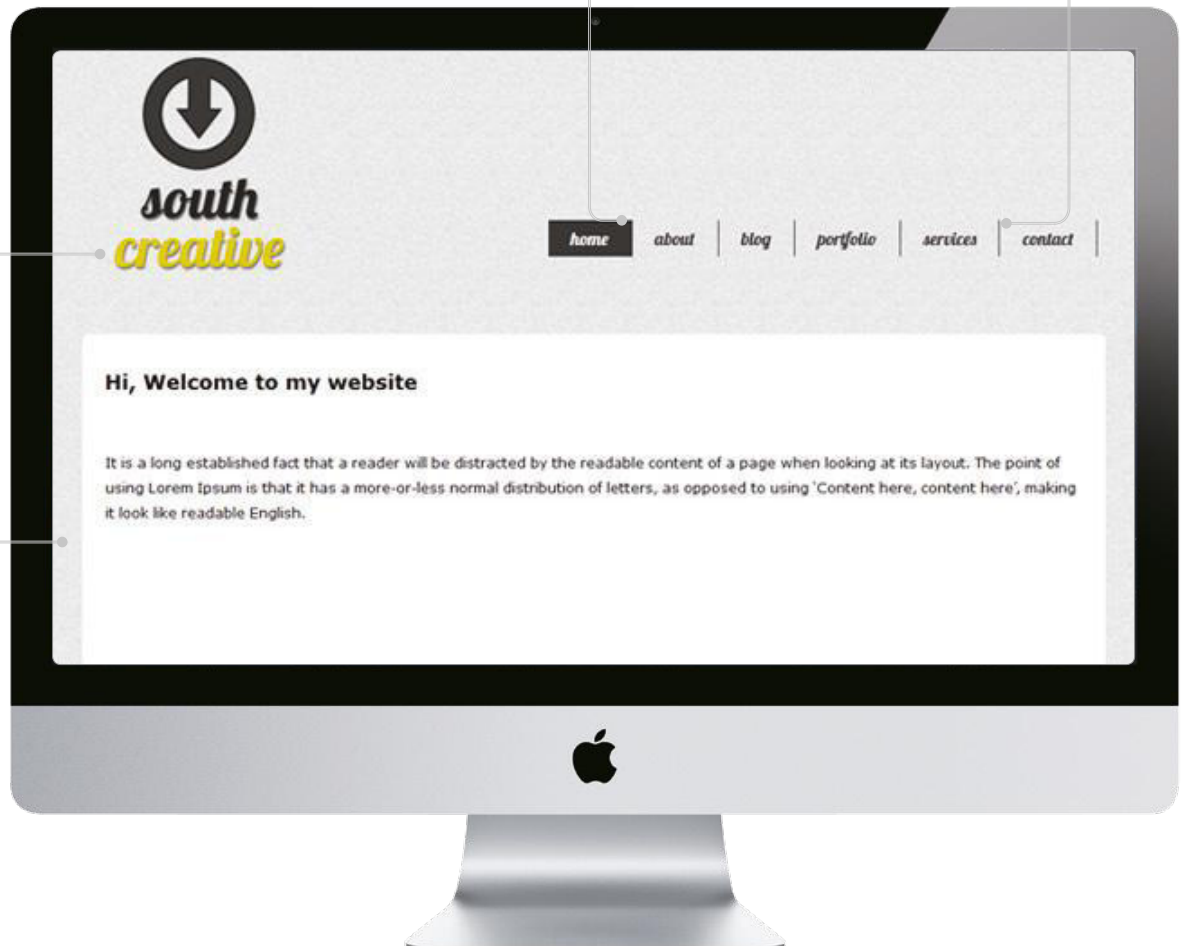 south
creative
home about blog portfolio services contact
Hi, Welcome to my website
It is a long established fact that a reader will be distracted by the readable content of a page when looking at its layout. The point of
using Lorem Ipsum is that it has a more-or-less normal distribution of letters, as opposed to using ‘Content here, content here’, making
it look like readable English.